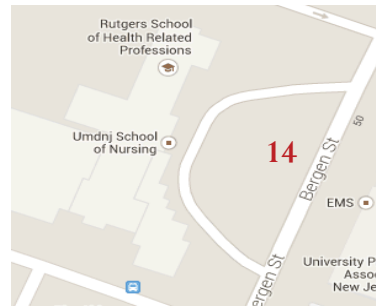 Rutgers School
of Health Related
Professions
Umdnj School
of Nursing
14
50
Bergen St
EMS
University P
Assoc
New Je
Bergen St